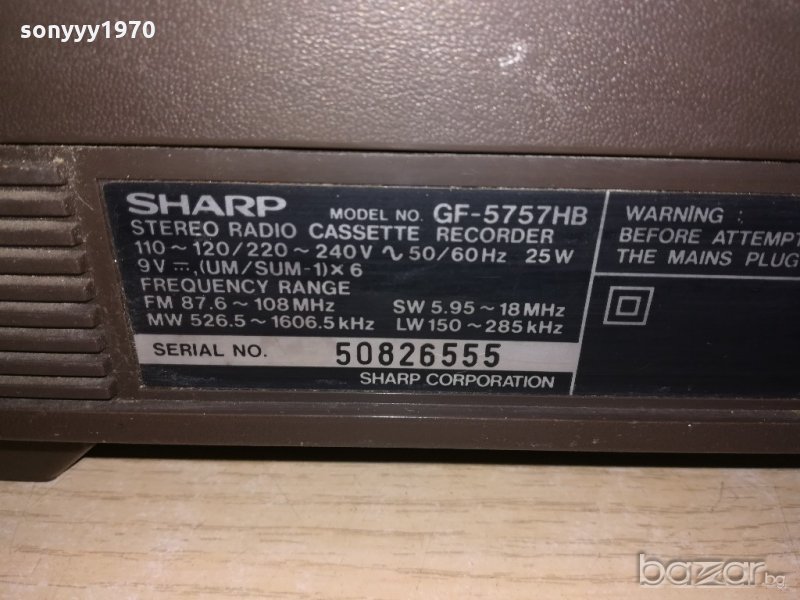 sonyyy1970
SHARP MODEL NO. GF-5757HB
STEREO RADIO CASSETTE RECORDER
110~120/220~240V ∿ 50/60Hz 25W
9V ⎓ (UM/SUM-1)×6
FREQUENCY RANGE
FM 87.6~108MHz SW 5.95~18MHz
MW 526.5~1606.5kHz LW 150~285kHz
SERIAL NO. 50826555
SHARP CORPORATION
WARNING :
BEFORE ATTEMPT
THE MAINS PLUG
bazar.bg